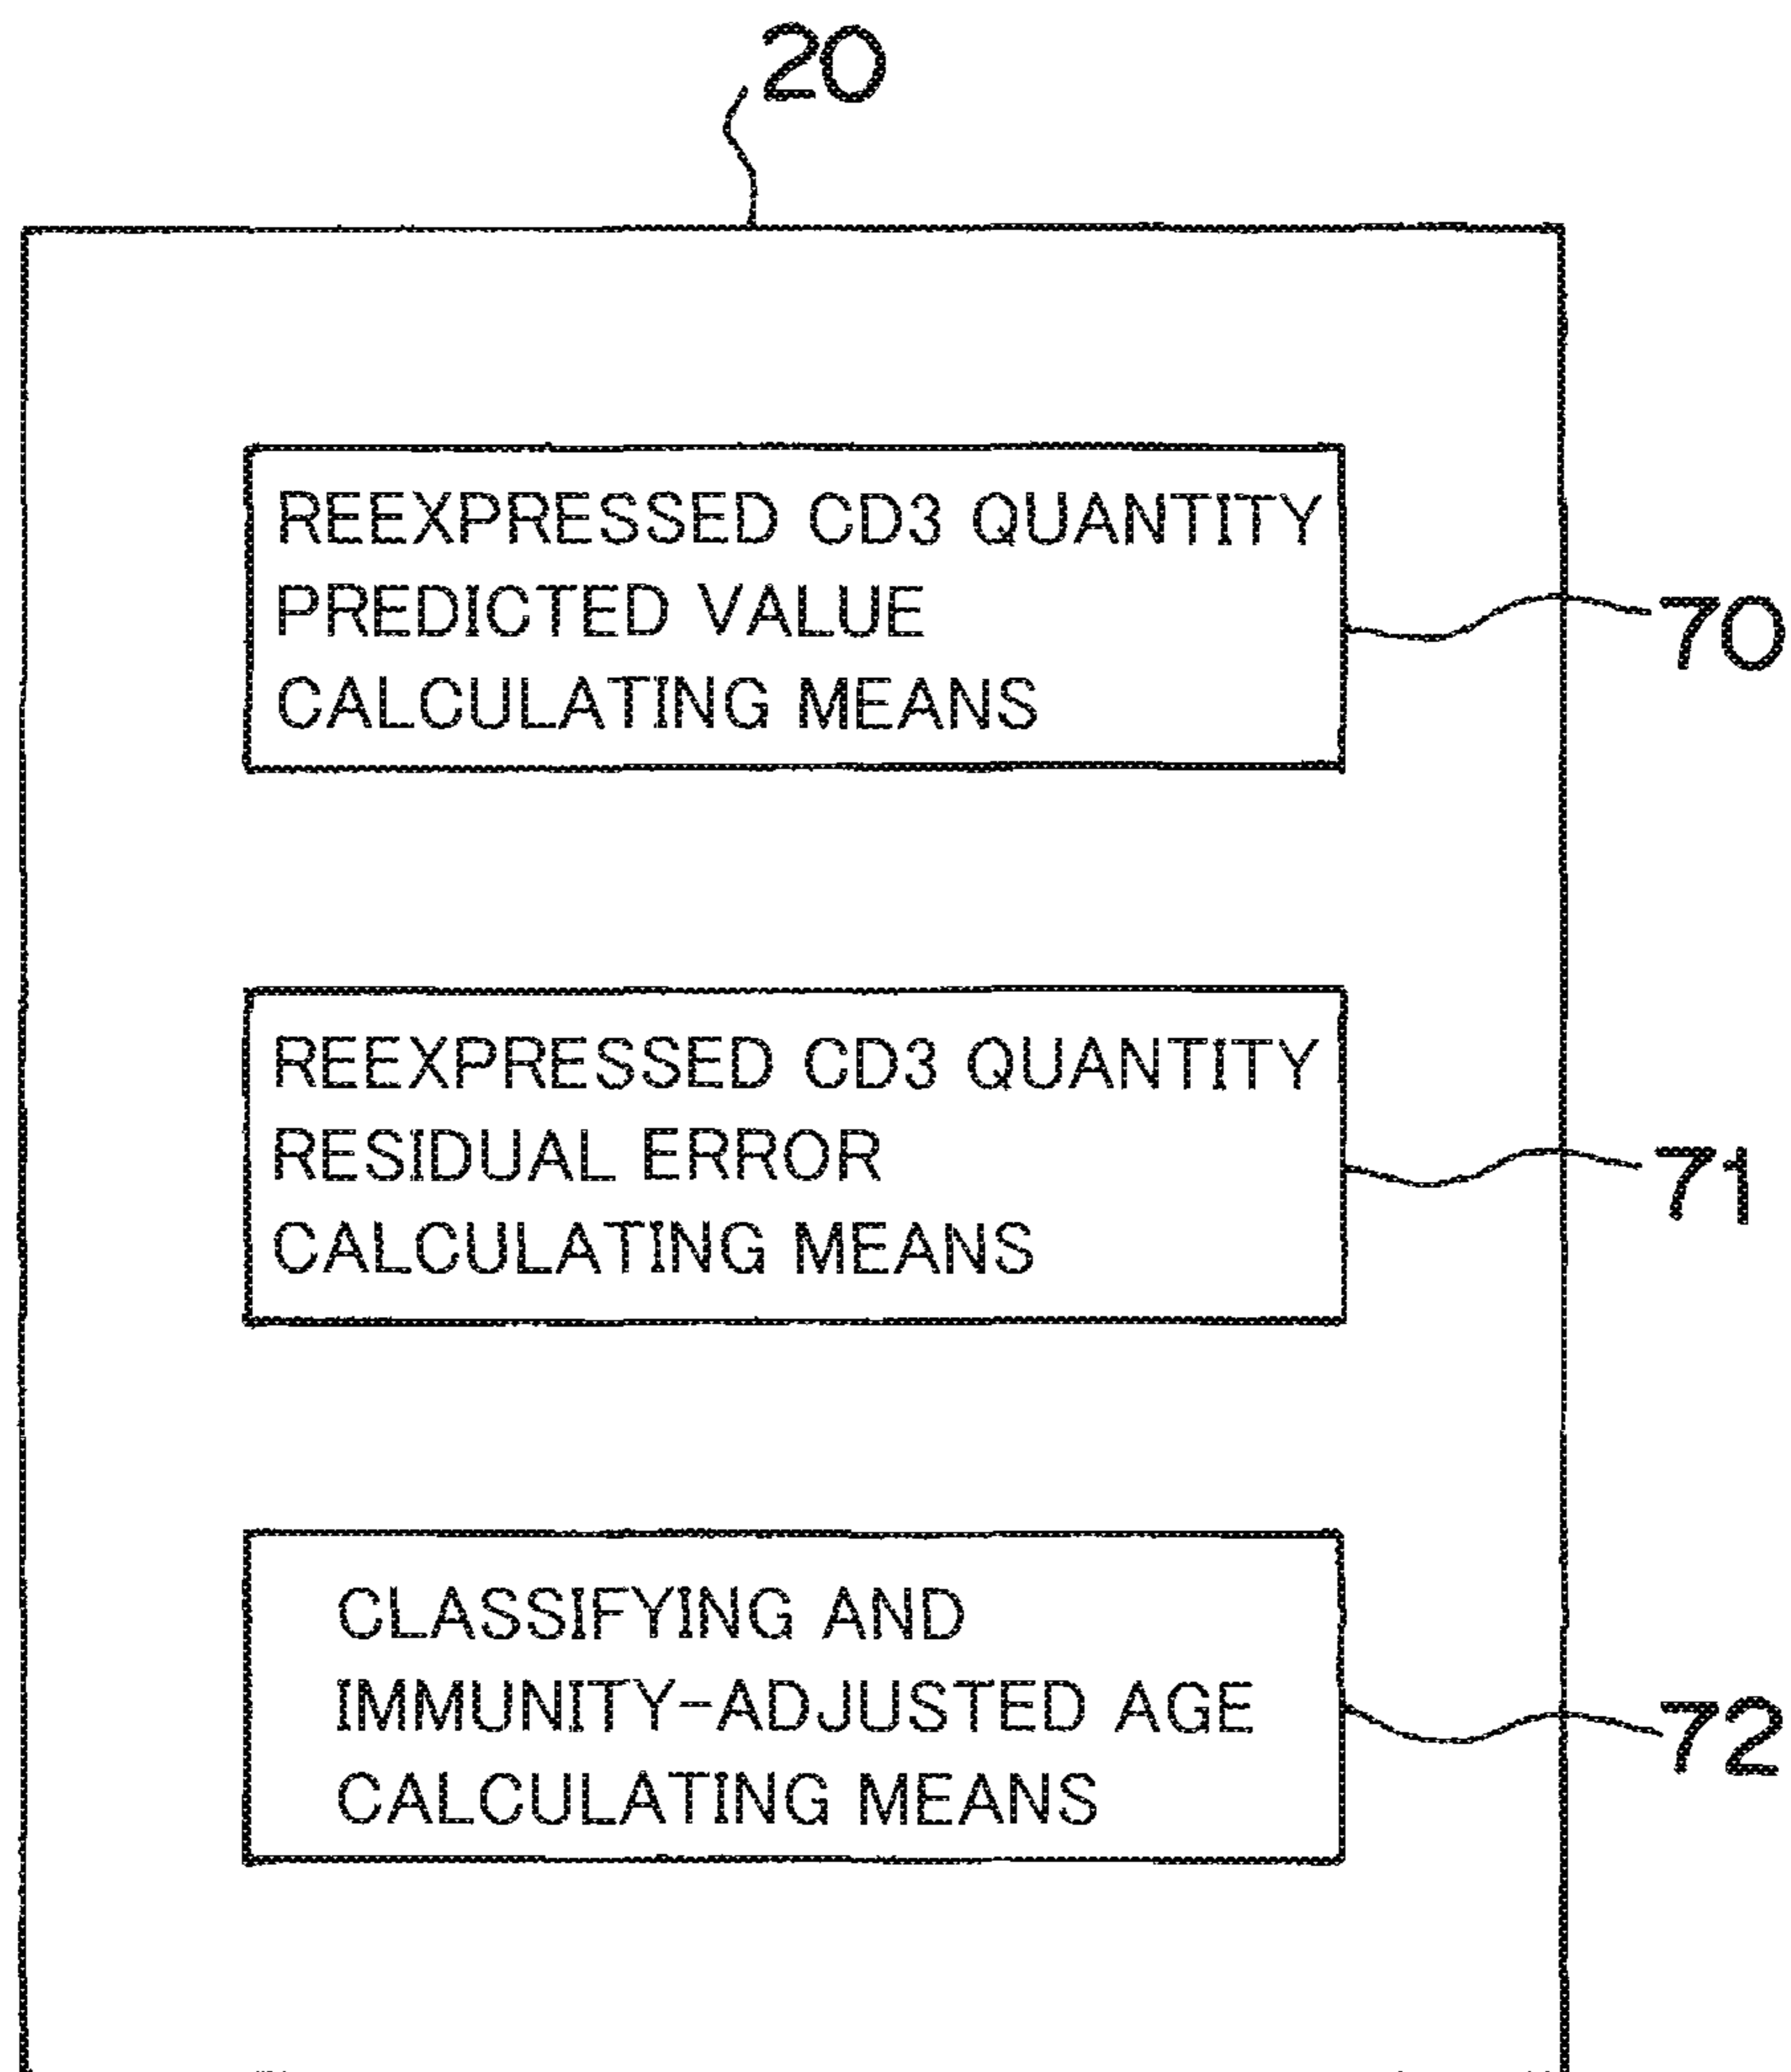 20
REEXPRESSED CD3 QUANTITY
PREDICTED VALUE
CALCULATING MEANS
70
REEXPRESSED CD3 QUANTITY
RESIDUAL ERROR
CALCULATING MEANS
71
CLASSIFYING AND
IMMUNITY-ADJUSTED AGE
CALCULATING MEANS
72